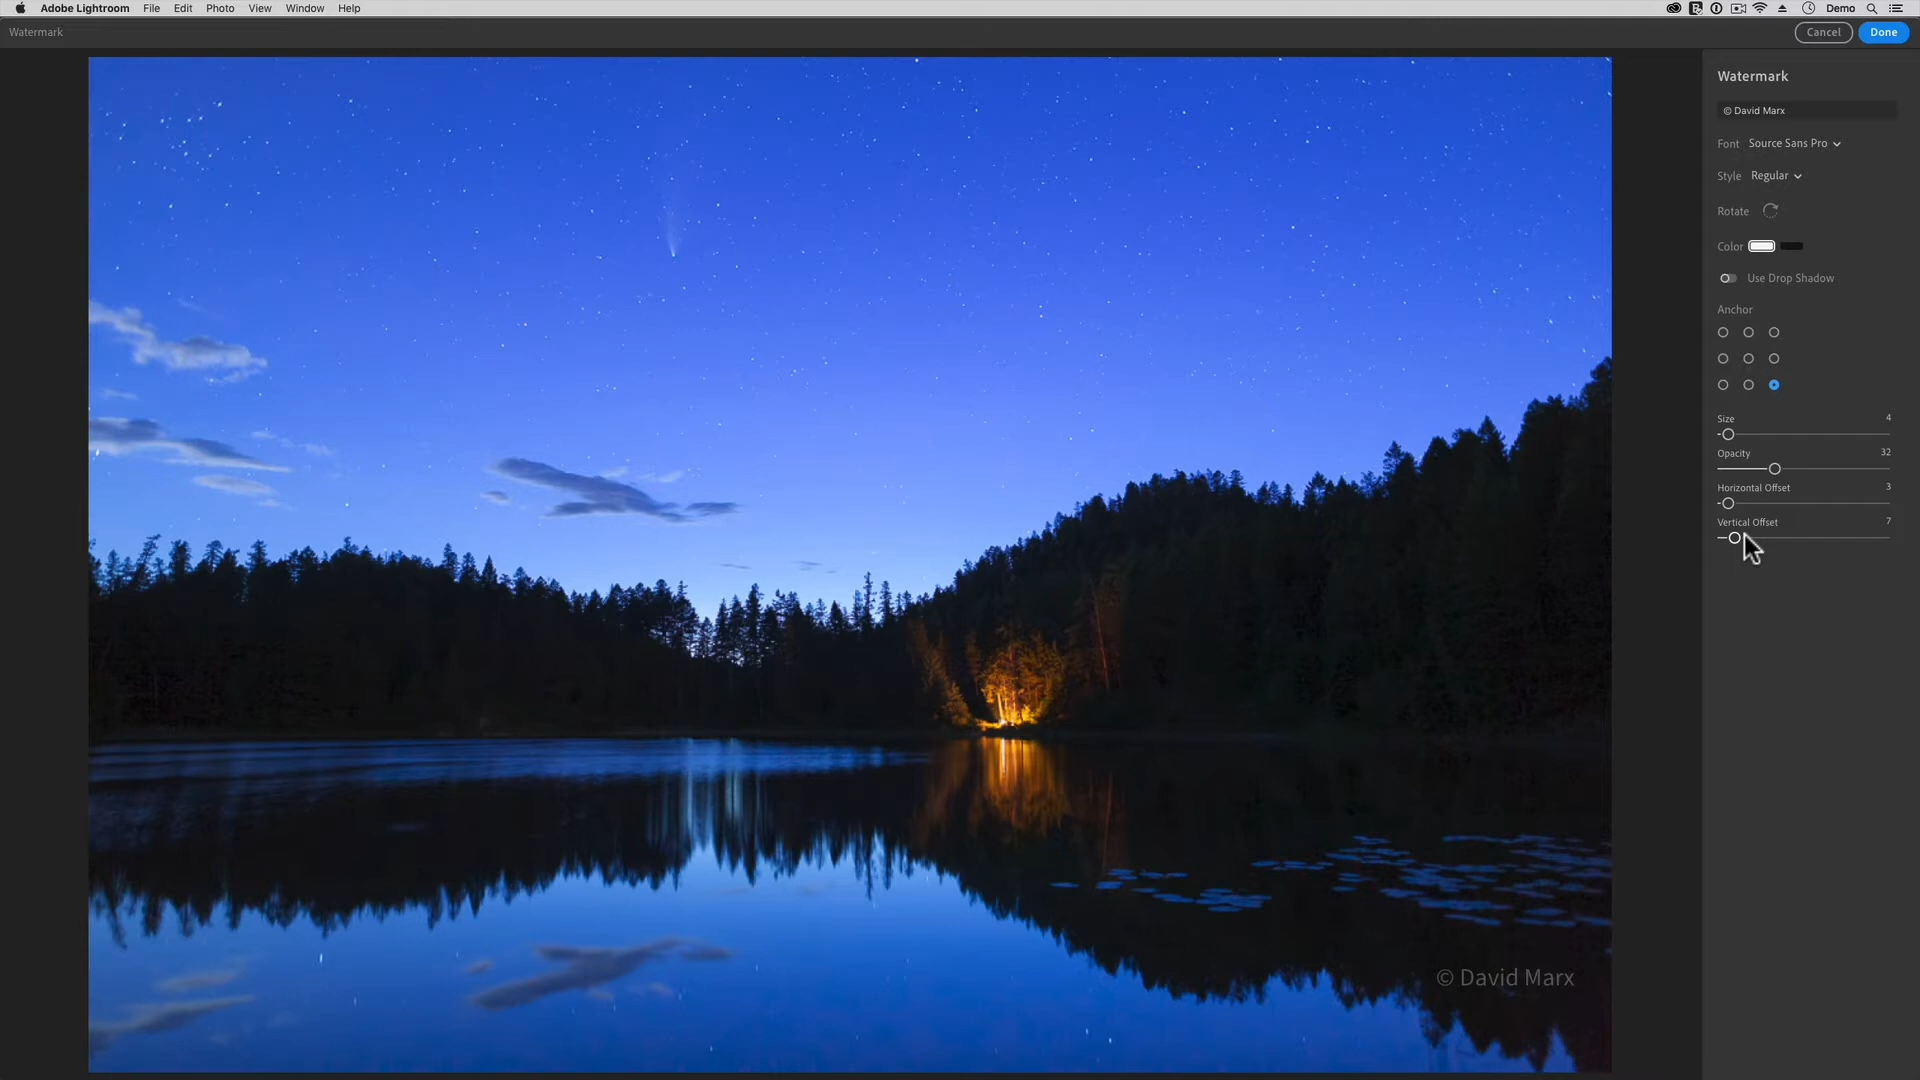 Adobe Lightroom File Edit Photo View Window Help Demo
Watermark Cancel Done
Watermark
© David Marx
Font Source Sans Pro
Style Regular
Rotate
Color
Use Drop Shadow
Anchor
Size 4
Opacity 32
Horizontal Offset 3
Vertical Offset 7
© David Marx